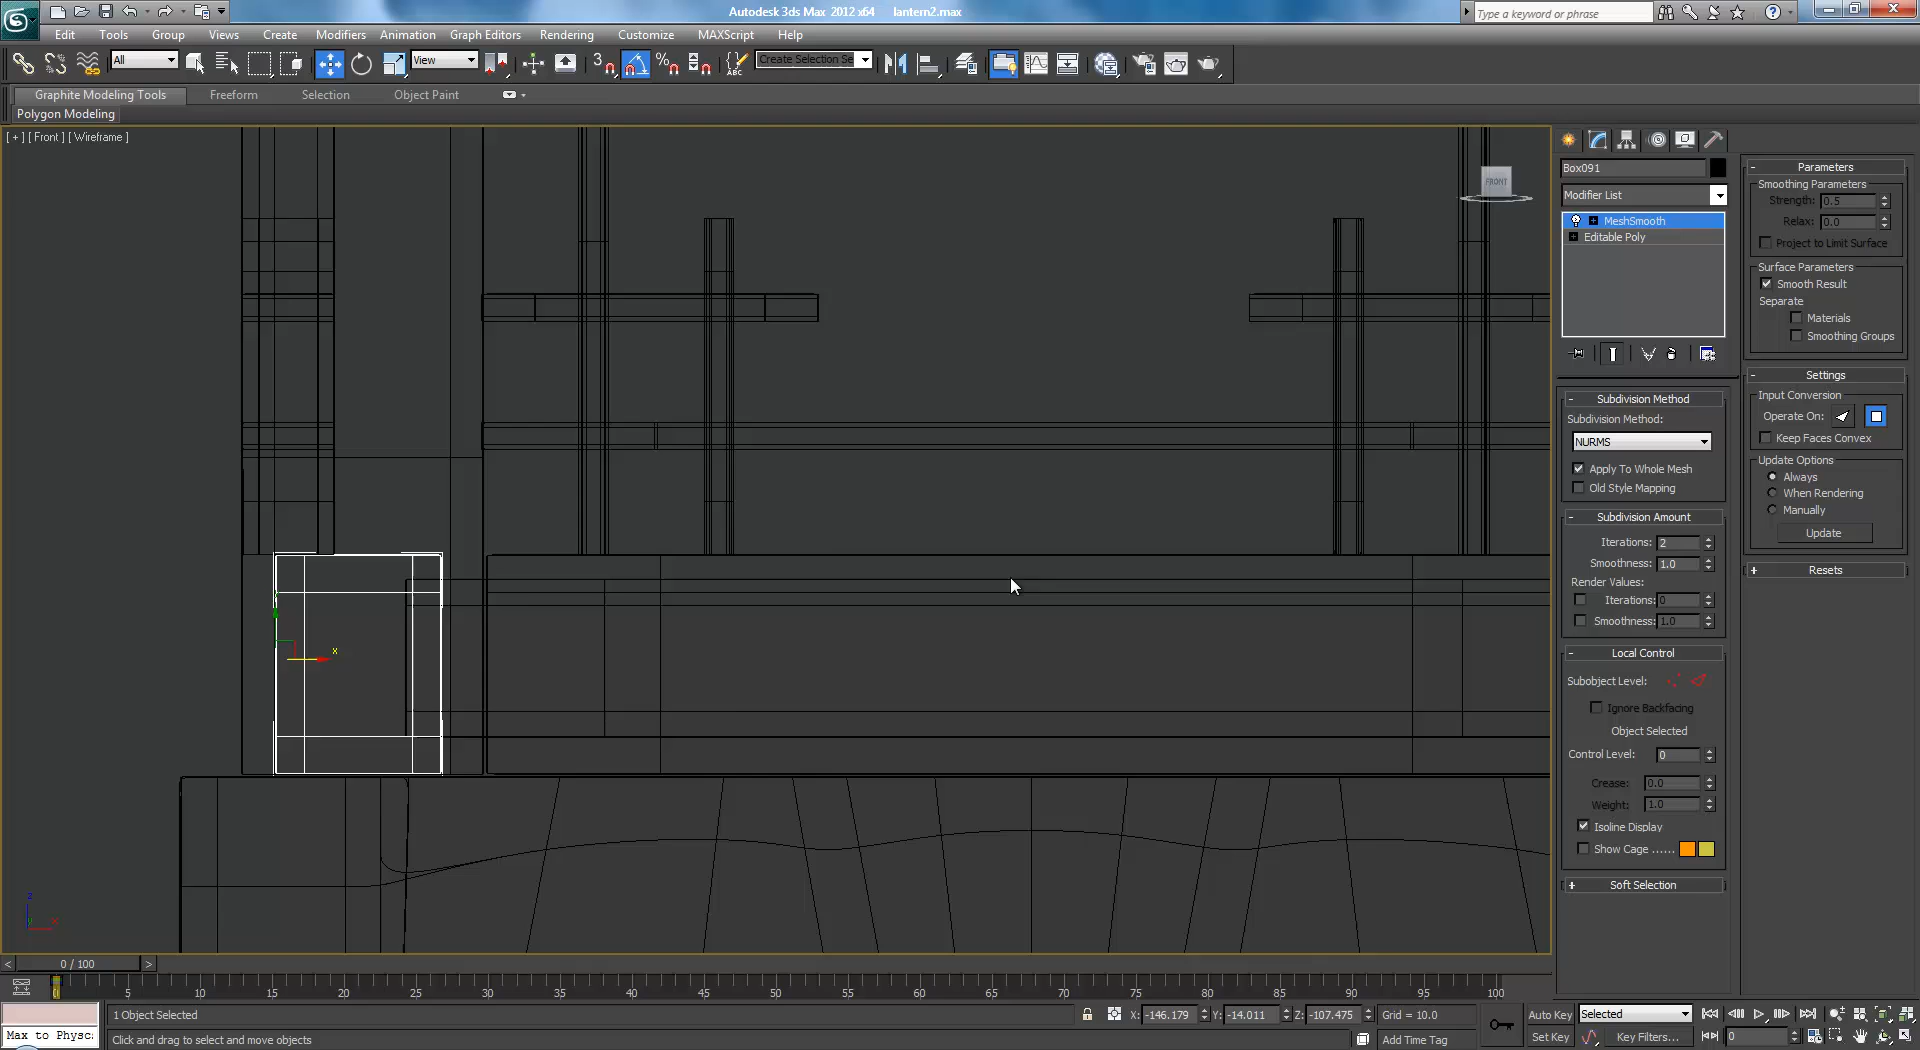 Autodesk 3ds Max 2012 x64 lantern2.max
Type a keyword or phrase
Edit Tools Group Views Create Modifiers Animation Graph Editors Rendering Customize MAXScript Help
All
View
3
%
ABC
Create Selection Se
Graphite Modeling Tools Freeform Selection Object Paint
Polygon Modeling
[ + ] [ Front ] [ Wireframe ]
FRONT
x
z
x
Box091
Modifier List
MeshSmooth
Editable Poly
Subdivision Method
Subdivision Method:
NURMS
Apply To Whole Mesh
Old Style Mapping
Subdivision Amount
Iterations: 2
Smoothness: 1.0
Render Values:
Iterations: 0
Smoothness: 1.0
Local Control
Subobject Level:
Ignore Backfacing
Object Selected
Control Level: 0
Crease: 0.0
Weight: 1.0
Isoline Display
Show Cage ......
+ Soft Selection
Parameters
Smoothing Parameters
Strength: 0.5
Relax: 0.0
Project to Limit Surface
Surface Parameters
Smooth Result
Separate
Materials
Smoothing Groups
Settings
Input Conversion
Operate On:
Keep Faces Convex
Update Options
Always
When Rendering
Manually
Update
+ Resets
< 0 / 100 >
0 5 10 15 20 25 30 35 40 45 50 55 60 65 70 75 80 85 90 95 100
1 Object Selected
X: -146.179 Y: -14.011 Z: -107.475 Grid = 10.0
Auto Key Selected
Max to Physc
Click and drag to select and move objects
Add Time Tag
Set Key Key Filters... 0